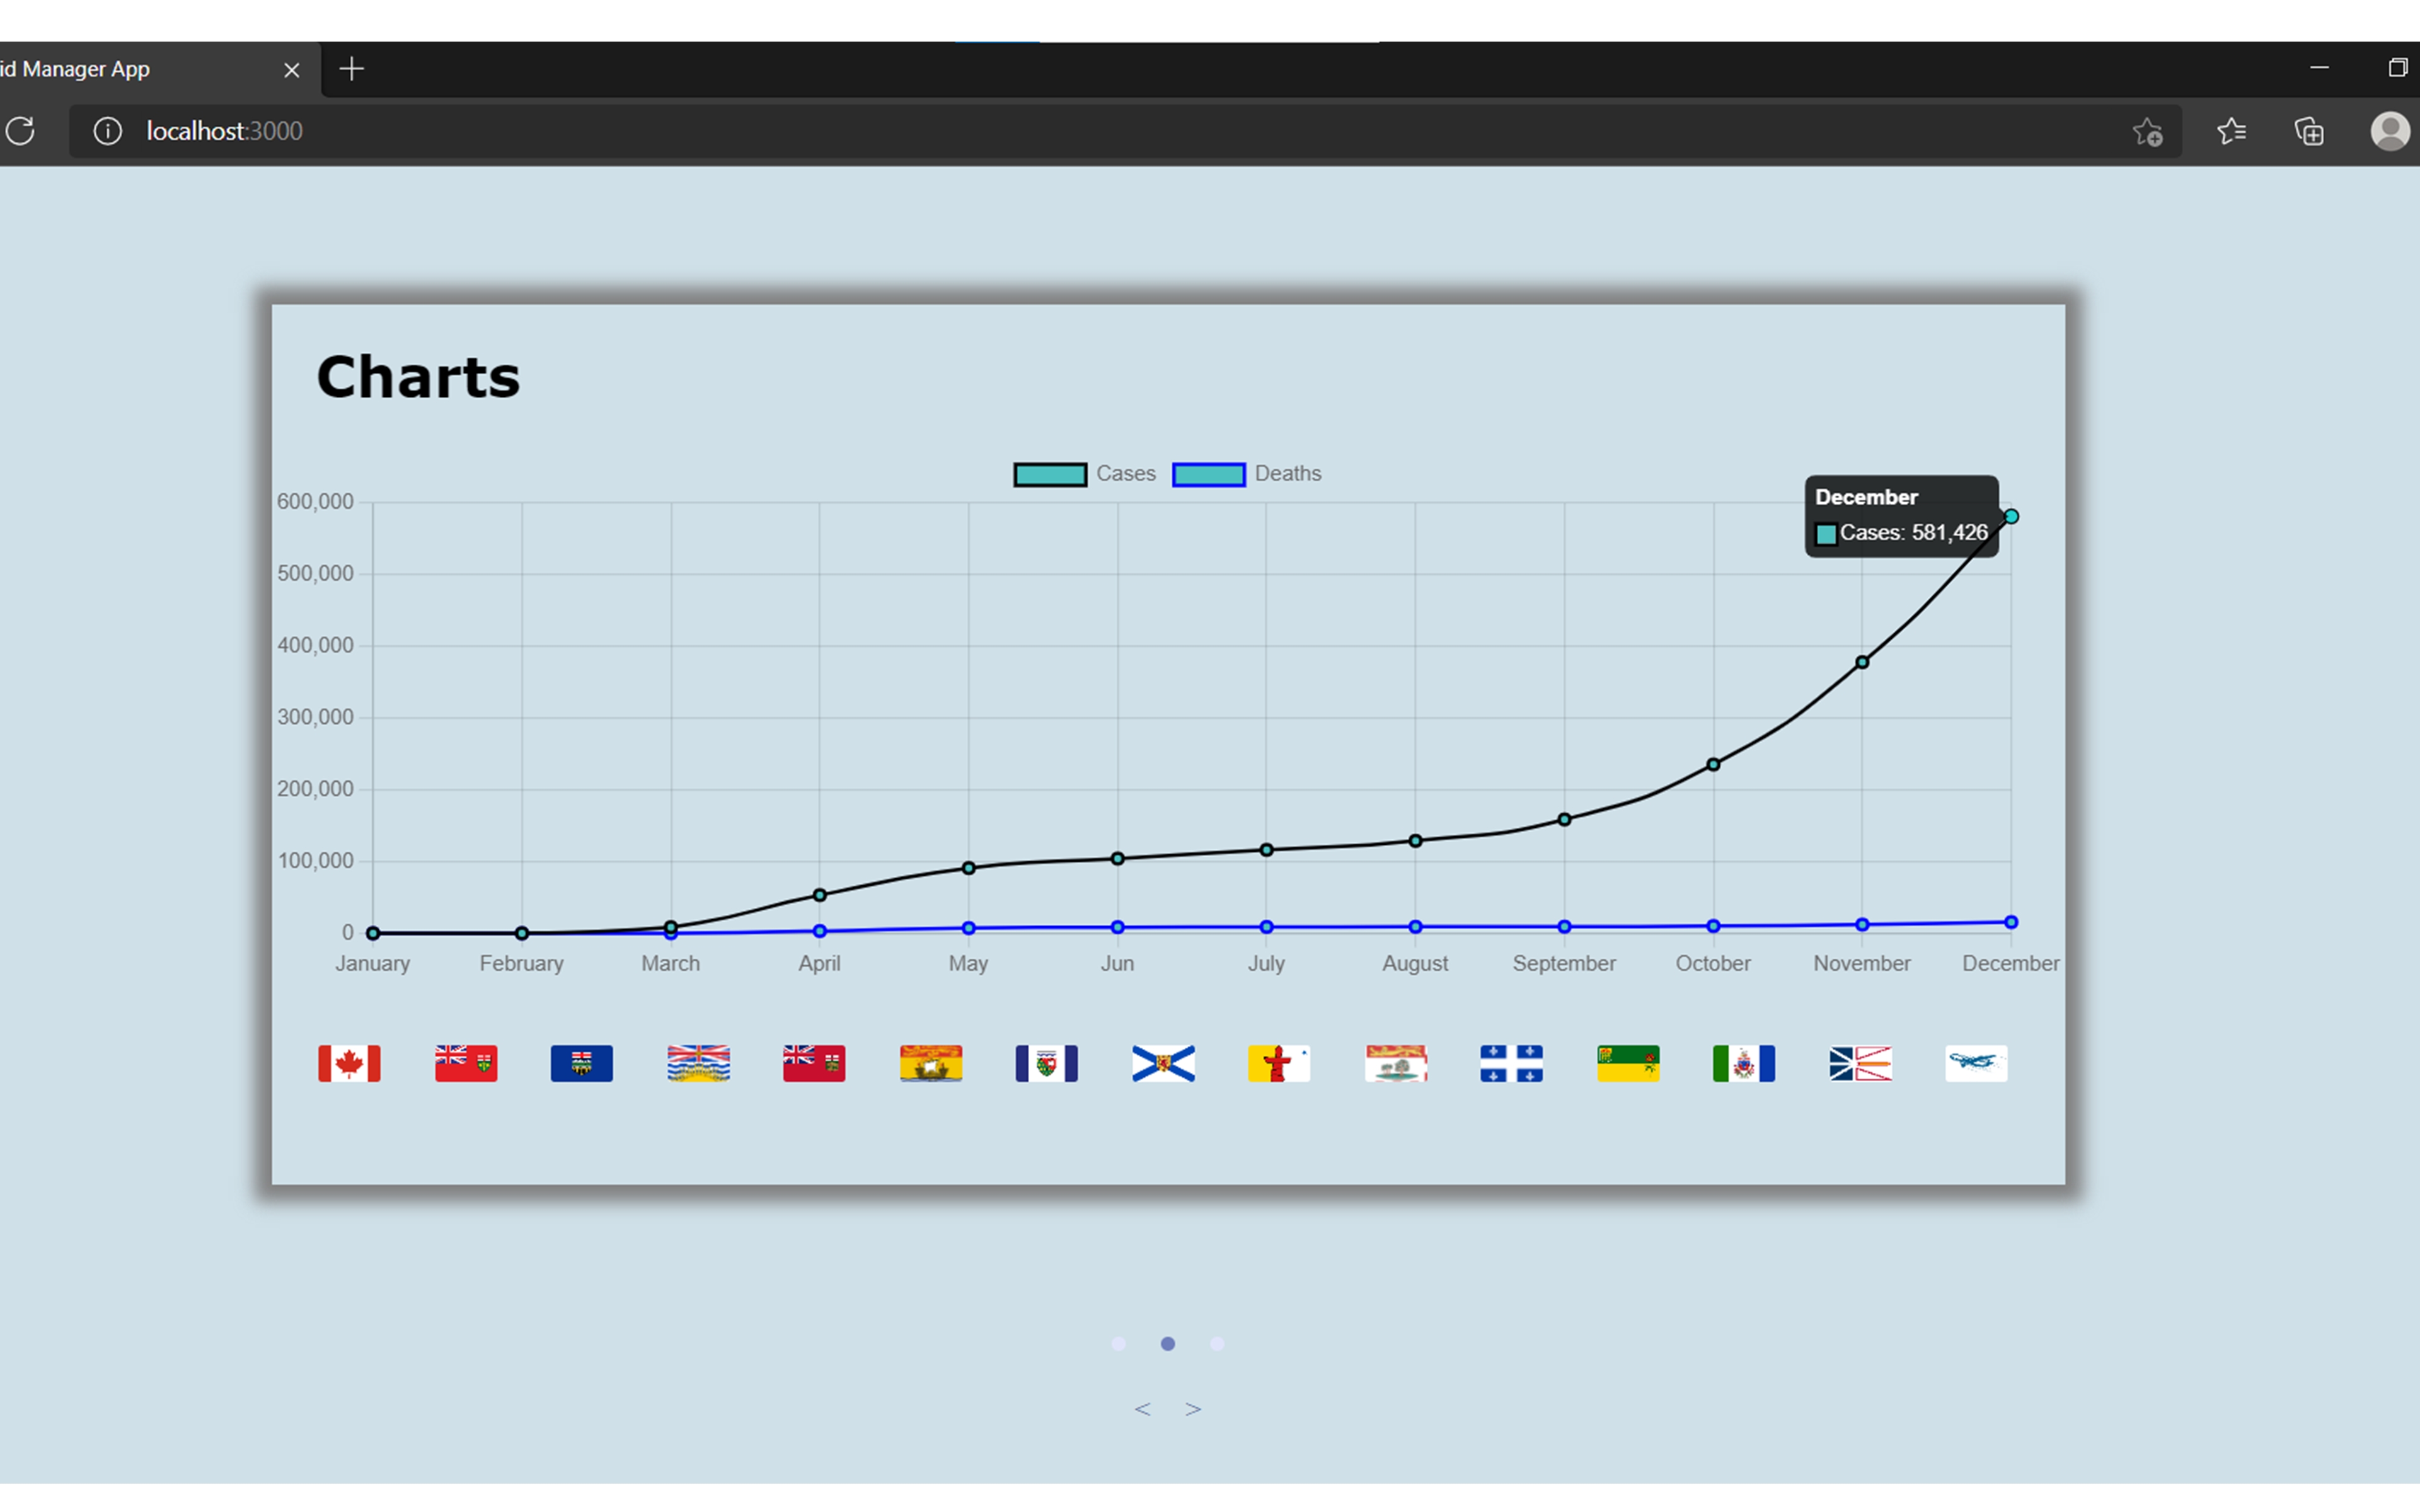 id Manager App
localhost:3000
Charts
Cases Deaths
December
Cases: 581,426
600,000
500,000
400,000
300,000
200,000
100,000
0
January February March April May Jun July August September October November December
< >